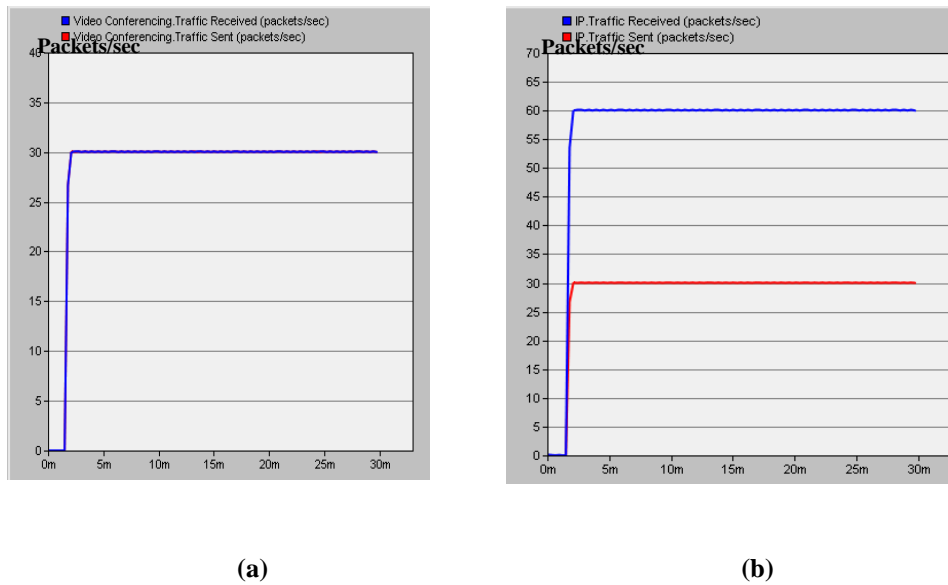 Video Conferencing.Traffic Received (packets/sec)
Video Conferencing.Traffic Sent (packets/sec)
Packets/sec
40
35
30
25
20
15
10
5
0
0m 5m 10m 15m 20m 25m 30m
(a)
IP.Traffic Received (packets/sec)
IP.Traffic Sent (packets/sec)
Packets/sec
70
65
60
55
50
45
40
35
30
25
20
15
10
5
0
0m 5m 10m 15m 20m 25m 30m
(b)